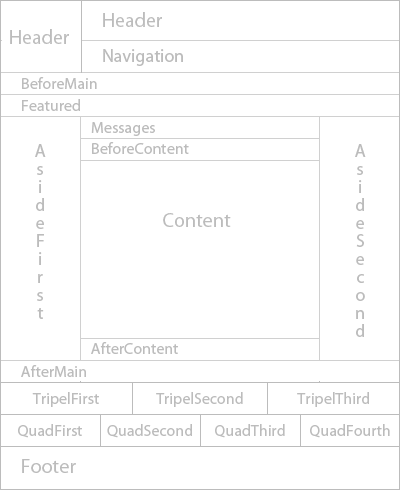 Header
Header
Navigation
BeforeMain
Featured
AsideFirst
Messages
BeforeContent
Content
AfterContent
AsideSecond
AfterMain
TripelFirst TripelSecond TripelThird
QuadFirst QuadSecond QuadThird QuadFourth
Footer